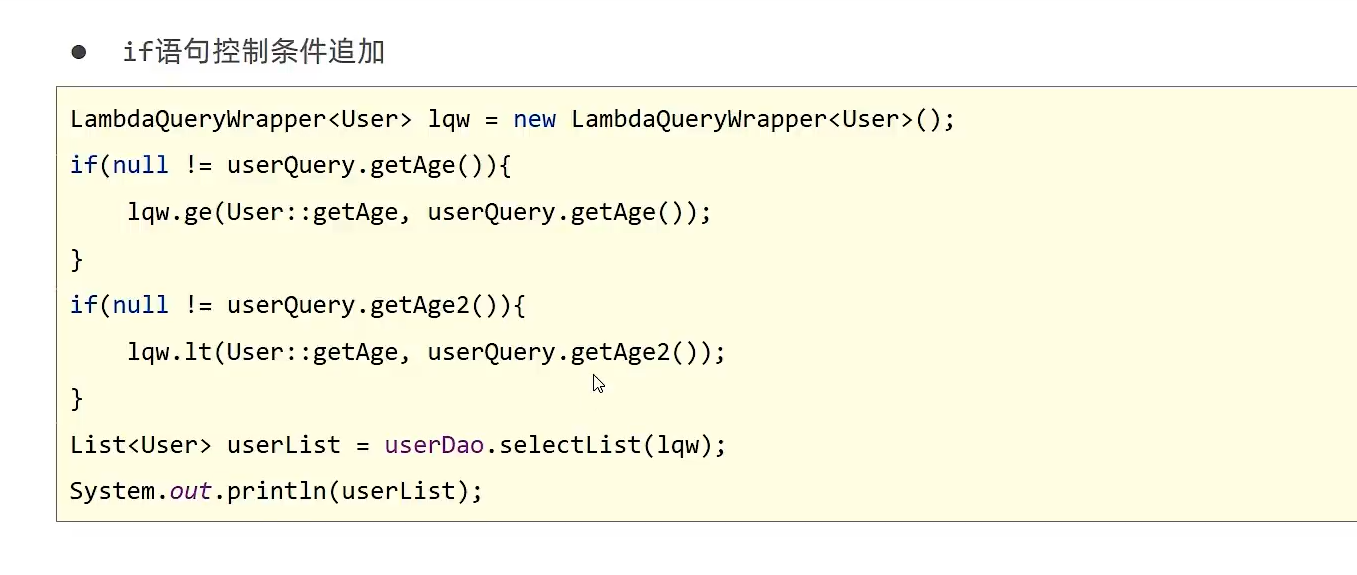 ● if语句控制条件追加
LambdaQueryWrapper<User> lqw = new LambdaQueryWrapper<User>();
if(null != userQuery.getAge()){
    lqw.ge(User::getAge, userQuery.getAge());
}
if(null != userQuery.getAge2()){
    lqw.lt(User::getAge, userQuery.getAge2());
}
List<User> userList = userDao.selectList(lqw);
System.out.println(userList);